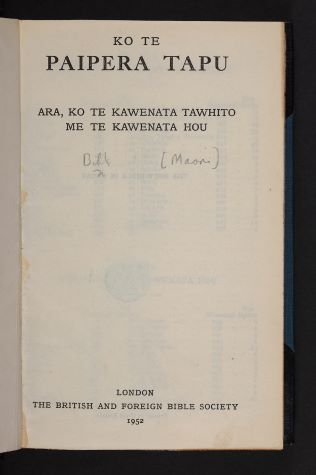 KO TE
PAIPERA TAPU
ARA, KO TE KAWENATA TAWHITO
ME TE KAWENATA HOU
[Maori]
LONDON
THE BRITISH AND FOREIGN BIBLE SOCIETY
1952